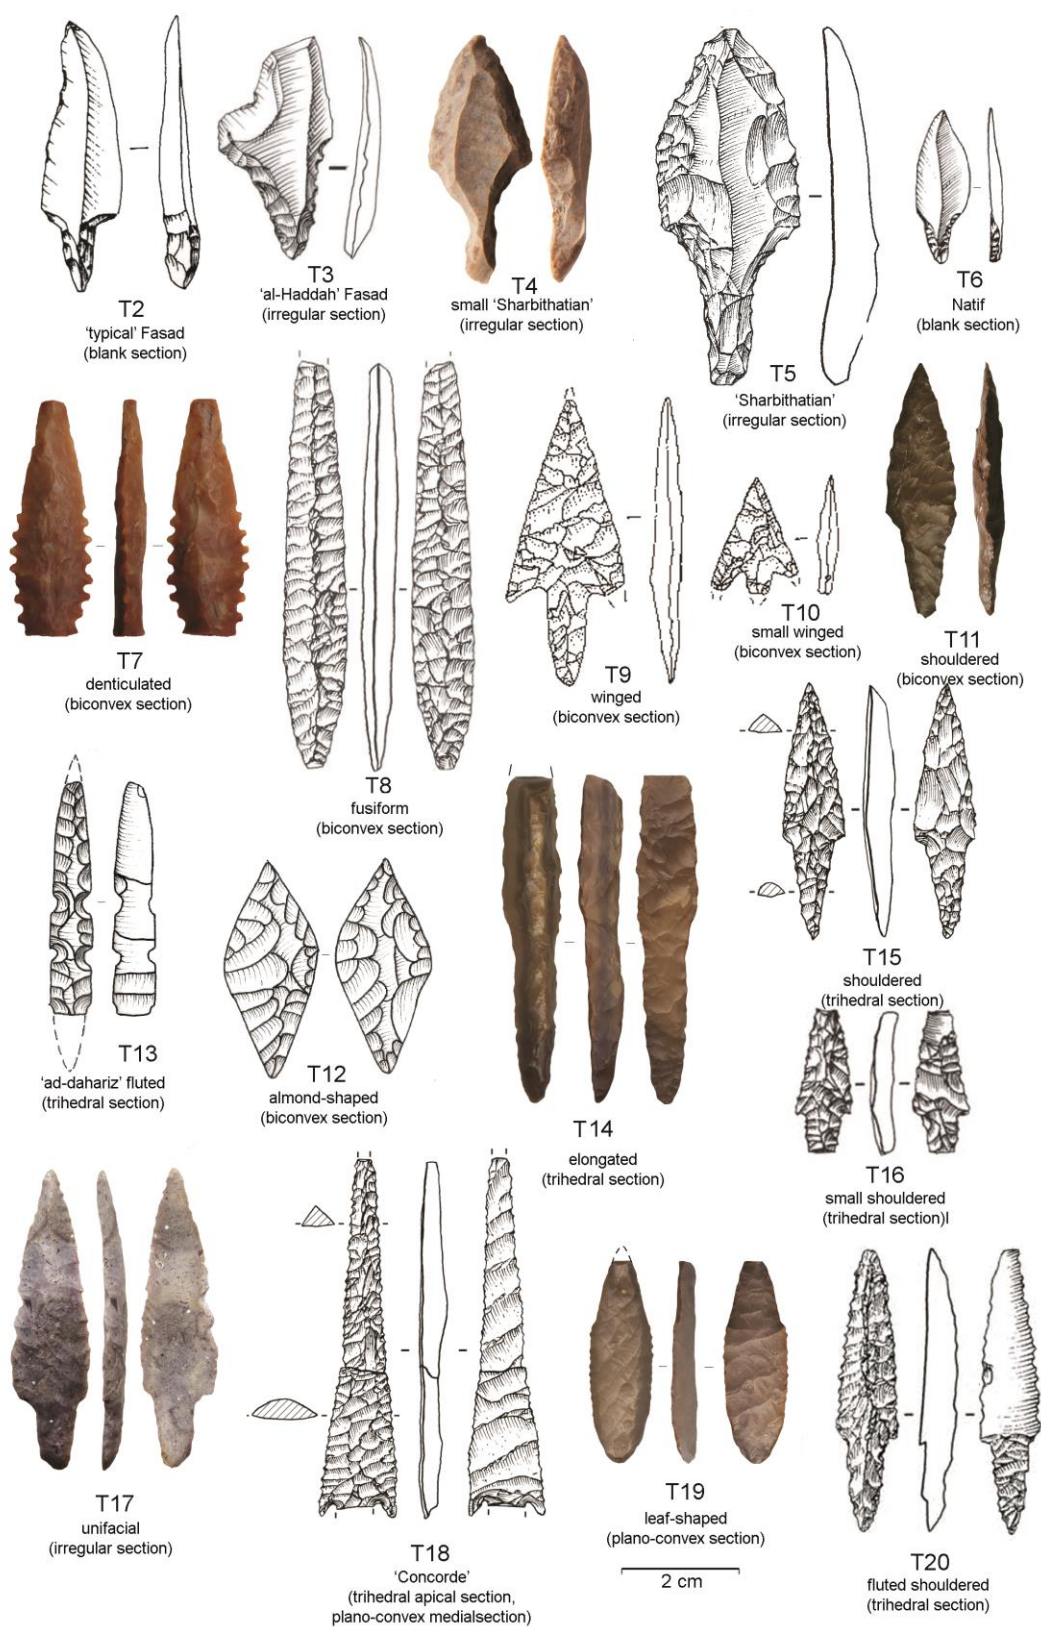 T2
'typical' Fasad
(blank section)
T3
'al-Haddah' Fasad
(irregular section)
T4
small 'Sharbithatian'
(irregular section)
T5
'Sharbithatian'
(irregular section)
T6
Natif
(blank section)
T7
denticulated
(biconvex section)
T8
fusiform
(biconvex section)
T9
winged
(biconvex section)
T10
small winged
(biconvex section)
T11
shouldered
(biconvex section)
T13
'ad-dahariz' fluted
(trihedral section)
T12
almond-shaped
(biconvex section)
T14
elongated
(trihedral section)
T15
shouldered
(trihedral section)
T16
small shouldered
(trihedral section)l
T17
unifacial
(irregular section)
T18
'Concorde'
(trihedral apical section,
plano-convex medialsection)
T19
leaf-shaped
(plano-convex section)
2 cm
T20
fluted shouldered
(trihedral section)